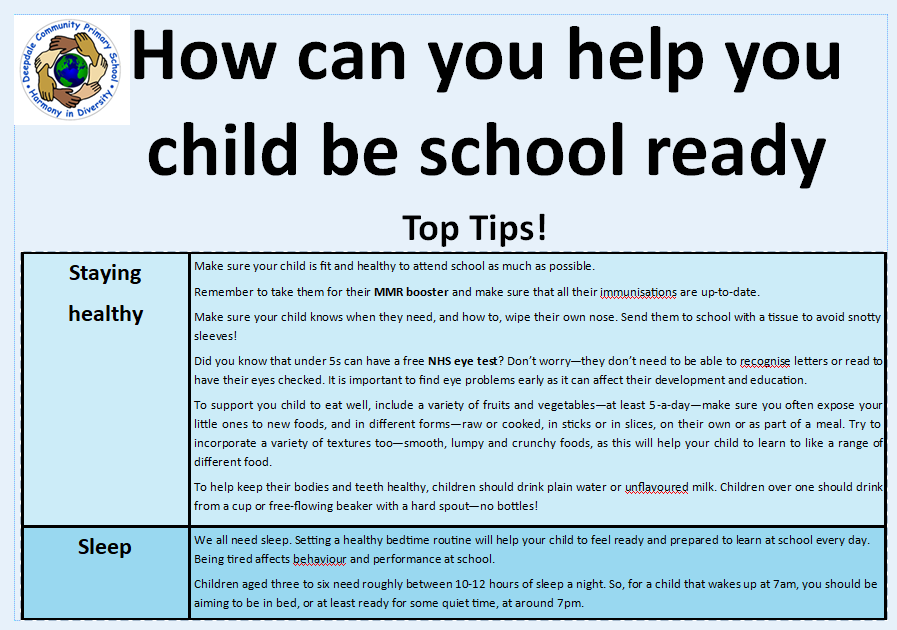 Deepdale Community Primary School
Harmony in Diversity
How can you help you
child be school ready
Top Tips!
Staying
healthy
Make sure your child is fit and healthy to attend school as much as possible.
Remember to take them for their MMR booster and make sure that all their immunisations are up-to-date.
Make sure your child knows when they need, and how to, wipe their own nose. Send them to school with a tissue to avoid snotty
sleeves!
Did you know that under 5s can have a free NHS eye test? Don't worry—they don't need to be able to recognise letters or read to
have their eyes checked. It is important to find eye problems early as it can affect their development and education.
To support you child to eat well, include a variety of fruits and vegetables—at least 5-a-day—make sure you often expose your
little ones to new foods, and in different forms—raw or cooked, in sticks or in slices, on their own or as part of a meal. Try to
incorporate a variety of textures too—smooth, lumpy and crunchy foods, as this will help your child to learn to like a range of
different food.
To help keep their bodies and teeth healthy, children should drink plain water or unflavoured milk. Children over one should drink
from a cup or free-flowing beaker with a hard spout—no bottles!
Sleep
We all need sleep. Setting a healthy bedtime routine will help your child to feel ready and prepared to learn at school every day.
Being tired affects behaviour and performance at school.
Children aged three to six need roughly between 10-12 hours of sleep a night. So, for a child that wakes up at 7am, you should be
aiming to be in bed, or at least ready for some quiet time, at around 7pm.